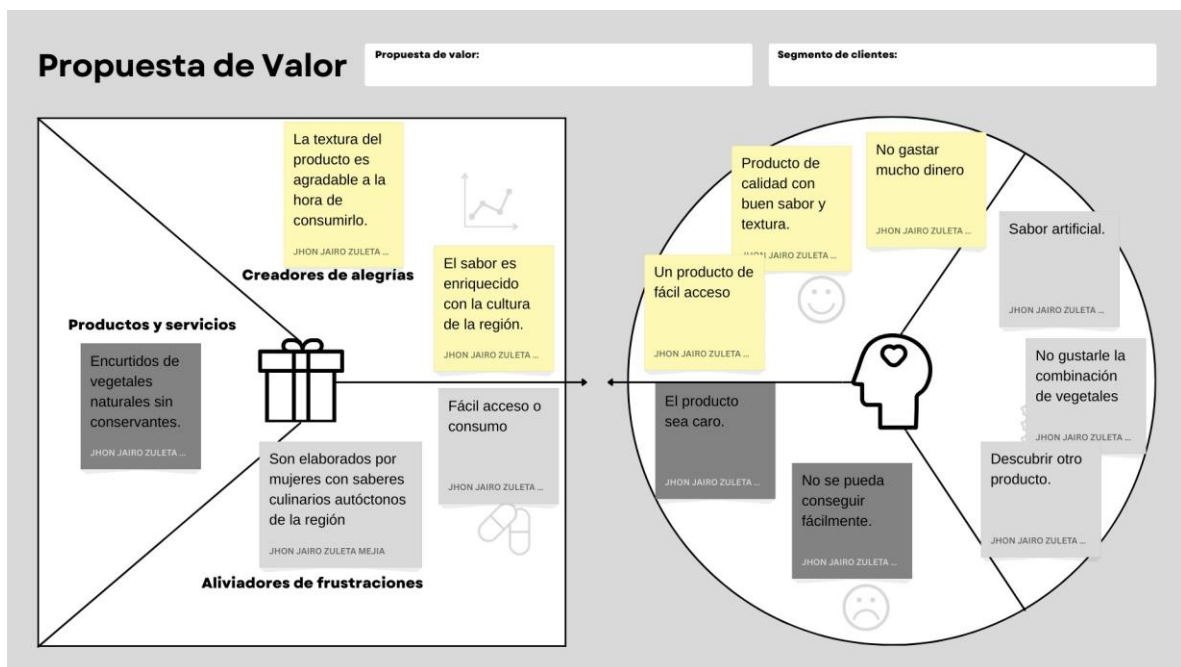 Propuesta de Valor
Propuesta de valor:
Segmento de clientes:
La textura del
producto es
agradable a la
hora de
consumirlo.
JHON JAIRO ZULETA ...
Creadores de alegrías
El sabor es
enriquecido
con la cultura
de la región.
JHON JAIRO ZULETA ...
Productos y servicios
Encurtidos de
vegetales
naturales sin
conservantes.
JHON JAIRO ZULETA ...
Fácil acceso o
consumo
JHON JAIRO ZULETA ...
Son elaborados por
mujeres con saberes
culinarios autóctonos
de la región
JHON JAIRO ZULETA MEJIA
Aliviadores de frustraciones
No gastar
mucho dinero
JHON JAIRO ZULETA ...
Producto de
calidad con
buen sabor y
textura.
JHON JAIRO ZULETA ...
Un producto de
fácil acceso
JHON JAIRO ZULETA ...
Sabor artificial.
JHON JAIRO ZULETA ...
No gustarle la
combinación
de vegetales
JHON JAIRO ZULETA ...
Descubrir otro
producto.
JHON JAIRO ZULETA ...
El producto
sea caro.
JHON JAIRO ZULETA ...
No se pueda
conseguir
fácilmente.
JHON JAIRO ZULETA ...